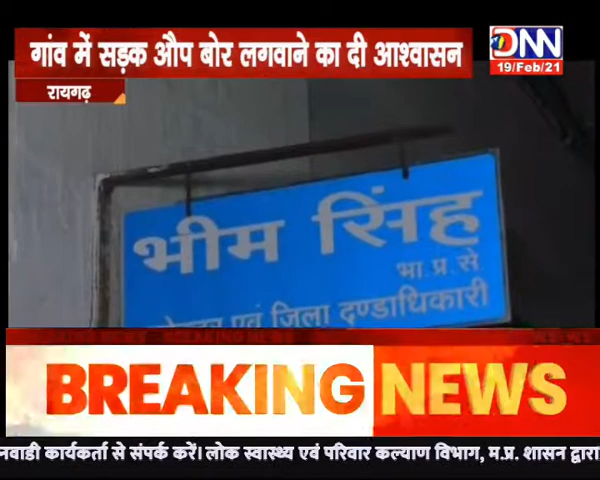 गांव में सड़क औप बोर लगवाने का दी आश्वासन
DNN
19/Feb/21
रायगढ़
भीम सिंह
भा.प्र.से
एवं जिला दण्डाधिकारी
BREAKING NEWS
कार्यकर्ता से संपर्क करें। लोक स्वास्थ्य एवं परिवार कल्याण विभाग, म.प्र. शासन द्वारा